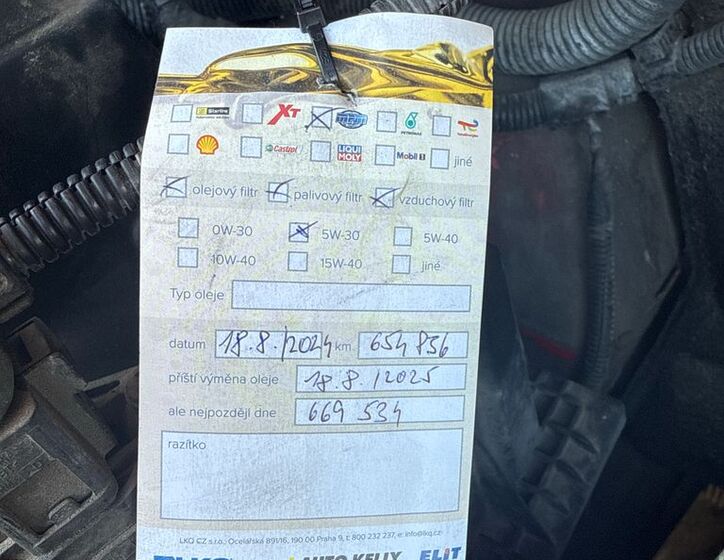 Starline XT PETRONAS TotalEnergies
Shell Castrol LIQUI MOLY Mobil 1 jiné
olejový filtr palivový filtr vzduchový filtr
0W-30 5W-30 5W-40
10W-40 15W-40 jiné
Typ oleje
datum 18.8./2024 km 654 836
příští výměna oleje 18.8./2025
ale nejpozději dne 669 534
razítko
LKQ CZ s.r.o., Ocelářská 891/16, 190 00 Praha 9, t: 800 232 237, e: info@lkq.cz
AUTO KELLY ELIT